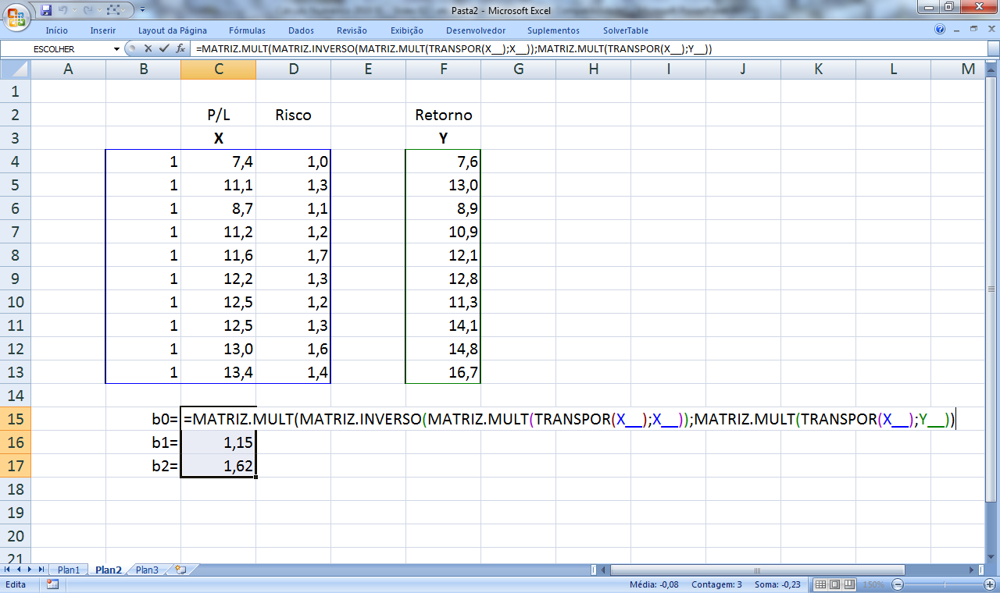 Pasta2 - Microsoft Excel
Início Inserir Layout da Página Fórmulas Dados Revisão Exibição Desenvolvedor Suplementos SolverTable
ESCOLHER fx =MATRIZ.MULT(MATRIZ.INVERSO(MATRIZ.MULT(TRANSPOR(X__);X__));MATRIZ.MULT(TRANSPOR(X__);Y__))
A B C D E F G H I J K L M
1
2 P/L Risco Retorno
3 X Y
4 1 7,4 1,0 7,6
5 1 11,1 1,3 13,0
6 1 8,7 1,1 8,9
7 1 11,2 1,2 10,9
8 1 11,6 1,7 12,1
9 1 12,2 1,3 12,8
10 1 12,5 1,2 11,3
11 1 12,5 1,3 14,1
12 1 13,0 1,6 14,8
13 1 13,4 1,4 16,7
14
15 b0= =MATRIZ.MULT(MATRIZ.INVERSO(MATRIZ.MULT(TRANSPOR(X__);X__));MATRIZ.MULT(TRANSPOR(X__);Y__))
16 b1= 1,15
17 b2= 1,62
18
19
20
21
Plan1 Plan2 Plan3
Edita Média: -0,08 Contagem: 3 Soma: -0,23 150%